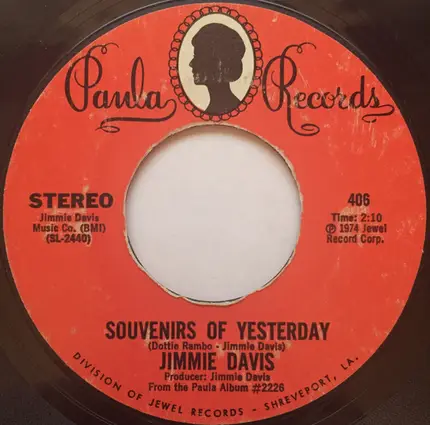 Paula Records
STEREO
Jimmie Davis
Music Co. (BMI)
(SL-2440)
406
Time: 2:10
Ⓟ 1974 Jewel
Record Corp.
SOUVENIRS OF YESTERDAY
(Dottie Rambo - Jimmie Davis)
JIMMIE DAVIS
Producer: Jimmie Davis
From the Paula Album #2226
DIVISION OF JEWEL RECORDS - SHREVEPORT, LA.